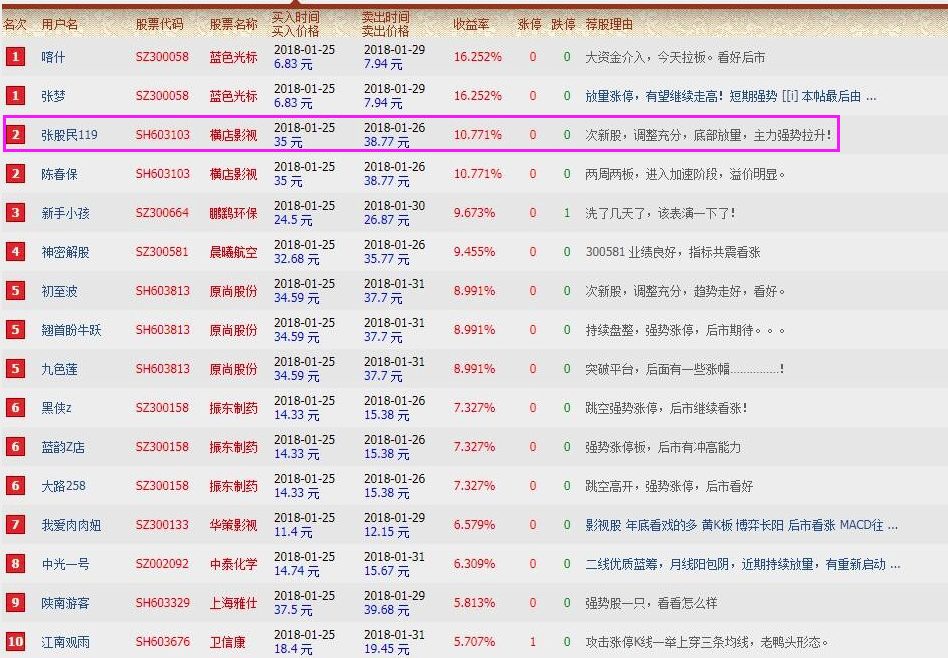 名次 用户名 股票代码 股票名称 买入时间 卖出时间 收益率 涨停 跌停 荐股理由
买入价格 卖出价格
1 喀什 SZ300058 蓝色光标 2018-01-25 2018-01-29 16.252% 0 0 大资金介入，今天拉板。看好后市
6.83 元 7.94 元
1 张梦 SZ300058 蓝色光标 2018-01-25 2018-01-29 16.252% 0 0 放量涨停，有望继续走高！短期强势 [[i] 本帖最后由 ...
6.83 元 7.94 元
2 张股民119 SH603103 横店影视 2018-01-25 2018-01-26 10.771% 0 0 次新股，调整充分，底部放量，主力强势拉升！
35 元 38.77 元
2 陈春保 SH603103 横店影视 2018-01-25 2018-01-26 10.771% 0 0 两周两板，进入加速阶段，溢价明显。
35 元 38.77 元
3 新手小孩 SZ300664 鹏鹞环保 2018-01-25 2018-01-30 9.673% 0 1 洗了几天了，该表演一下了！
24.5 元 26.87 元
4 神密解股 SZ300581 晨曦航空 2018-01-25 2018-01-26 9.455% 0 0 300581 业绩良好，指标共震看涨
32.68 元 35.77 元
5 初至波 SH603813 原尚股份 2018-01-25 2018-01-31 8.991% 0 0 次新股，调整充分，趋势走好，看好。
34.59 元 37.7 元
5 翘首盼牛跃 SH603813 原尚股份 2018-01-25 2018-01-31 8.991% 0 0 持续盘整，强势涨停，后市期待。。。
34.59 元 37.7 元
5 九色莲 SH603813 原尚股份 2018-01-25 2018-01-31 8.991% 0 0 突破平台，后面有一些涨幅...............！
34.59 元 37.7 元
6 黑侠z SZ300158 振东制药 2018-01-25 2018-01-26 7.327% 0 0 跳空强势涨停，后市继续看涨！
14.33 元 15.38 元
6 蓝韵Z店 SZ300158 振东制药 2018-01-25 2018-01-26 7.327% 0 0 强势涨停板，后市有冲高能力
14.33 元 15.38 元
6 大路258 SZ300158 振东制药 2018-01-25 2018-01-26 7.327% 0 0 跳空高开，强势涨停，后市看好
14.33 元 15.38 元
7 我爱肉肉妞 SZ300133 华策影视 2018-01-25 2018-01-29 6.579% 0 0 影视股 年底看戏的多 黄K板 博弈长阳 后市看涨 MACD往 ...
11.4 元 12.15 元
8 中光一号 SZ002092 中泰化学 2018-01-25 2018-01-31 6.309% 0 0 二线优质蓝筹，月线阳包阴，近期持续放量，有重新启动 ...
14.74 元 15.67 元
9 陕南游客 SH603329 上海雅仕 2018-01-25 2018-01-29 5.813% 0 0 强势股一只，看看怎么样
37.5 元 39.68 元
10 江南观雨 SH603676 卫信康 2018-01-25 2018-01-31 5.707% 1 0 攻击涨停K线一举上穿三条均线，老鸭头形态。
18.4 元 19.45 元